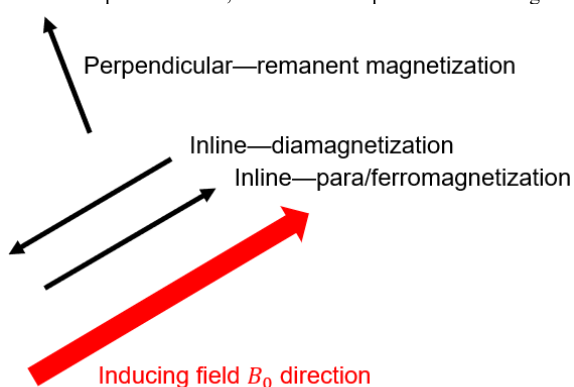 Perpendicular—remanent magnetization
Inline—diamagnetization
Inline—para/ferromagnetization
Inducing field B₀ direction